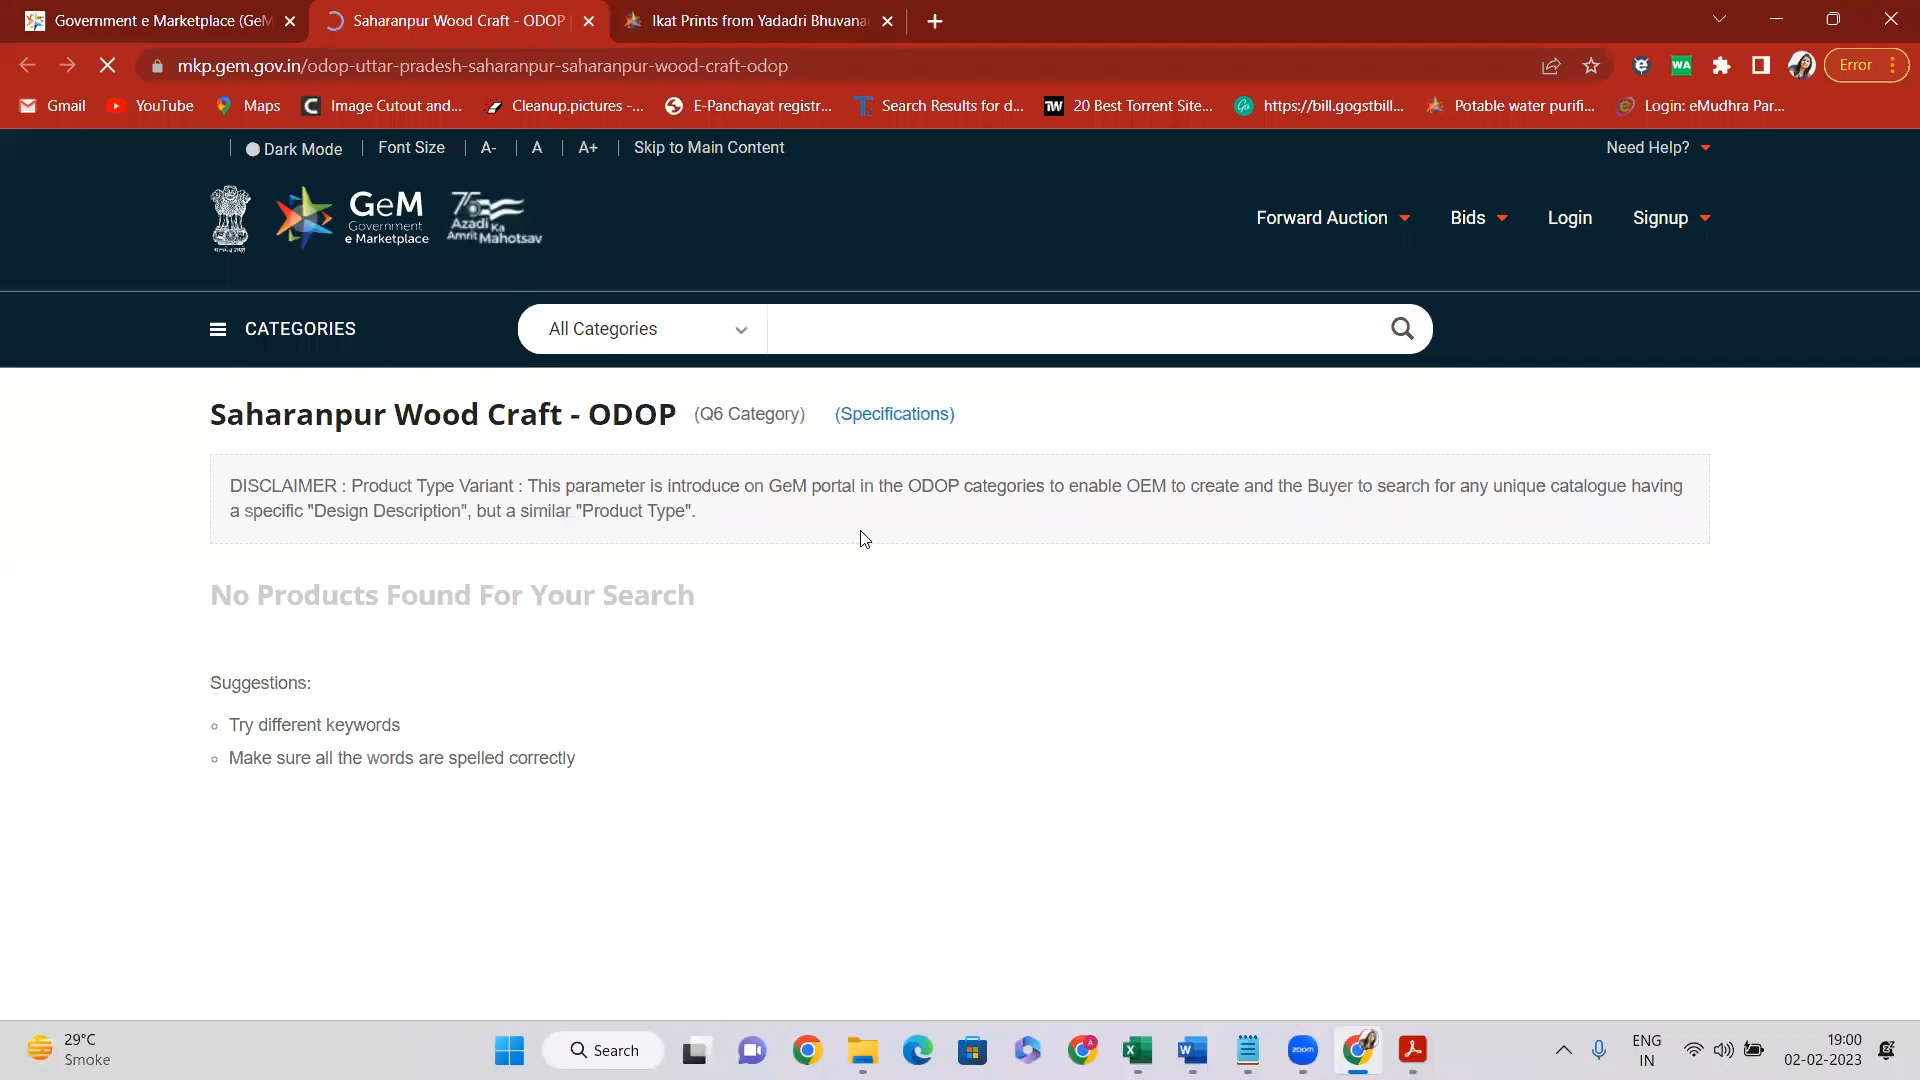 Government e Marketplace (GeM
Saharanpur Wood Craft - ODOP
Ikat Prints from Yadadri Bhuvana
mkp.gem.gov.in/odop-uttar-pradesh-saharanpur-saharanpur-wood-craft-odop
Error
Gmail
YouTube
Maps
Image Cutout and...
Cleanup.pictures -...
E-Panchayat registr...
Search Results for d...
TW
20 Best Torrent Site...
https://bill.gogstbill...
Potable water purifi...
Login: eMudhra Par...
WA
Dark Mode
Font Size
A-
A
A+
Skip to Main Content
Need Help?
GeM
Government
e Marketplace
75
Azadi Ka
Amrit Mahotsav
Forward Auction
Bids
Login
Signup
CATEGORIES
All Categories
Saharanpur Wood Craft - ODOP (Q6 Category) (Specifications)
DISCLAIMER : Product Type Variant : This parameter is introduce on GeM portal in the ODOP categories to enable OEM to create and the Buyer to search for any unique catalogue having
a specific "Design Description", but a similar "Product Type".
No Products Found For Your Search
Suggestions:
Try different keywords
Make sure all the words are spelled correctly
29°C
Smoke
Search
zoom
ENG
IN
19:00
02-02-2023